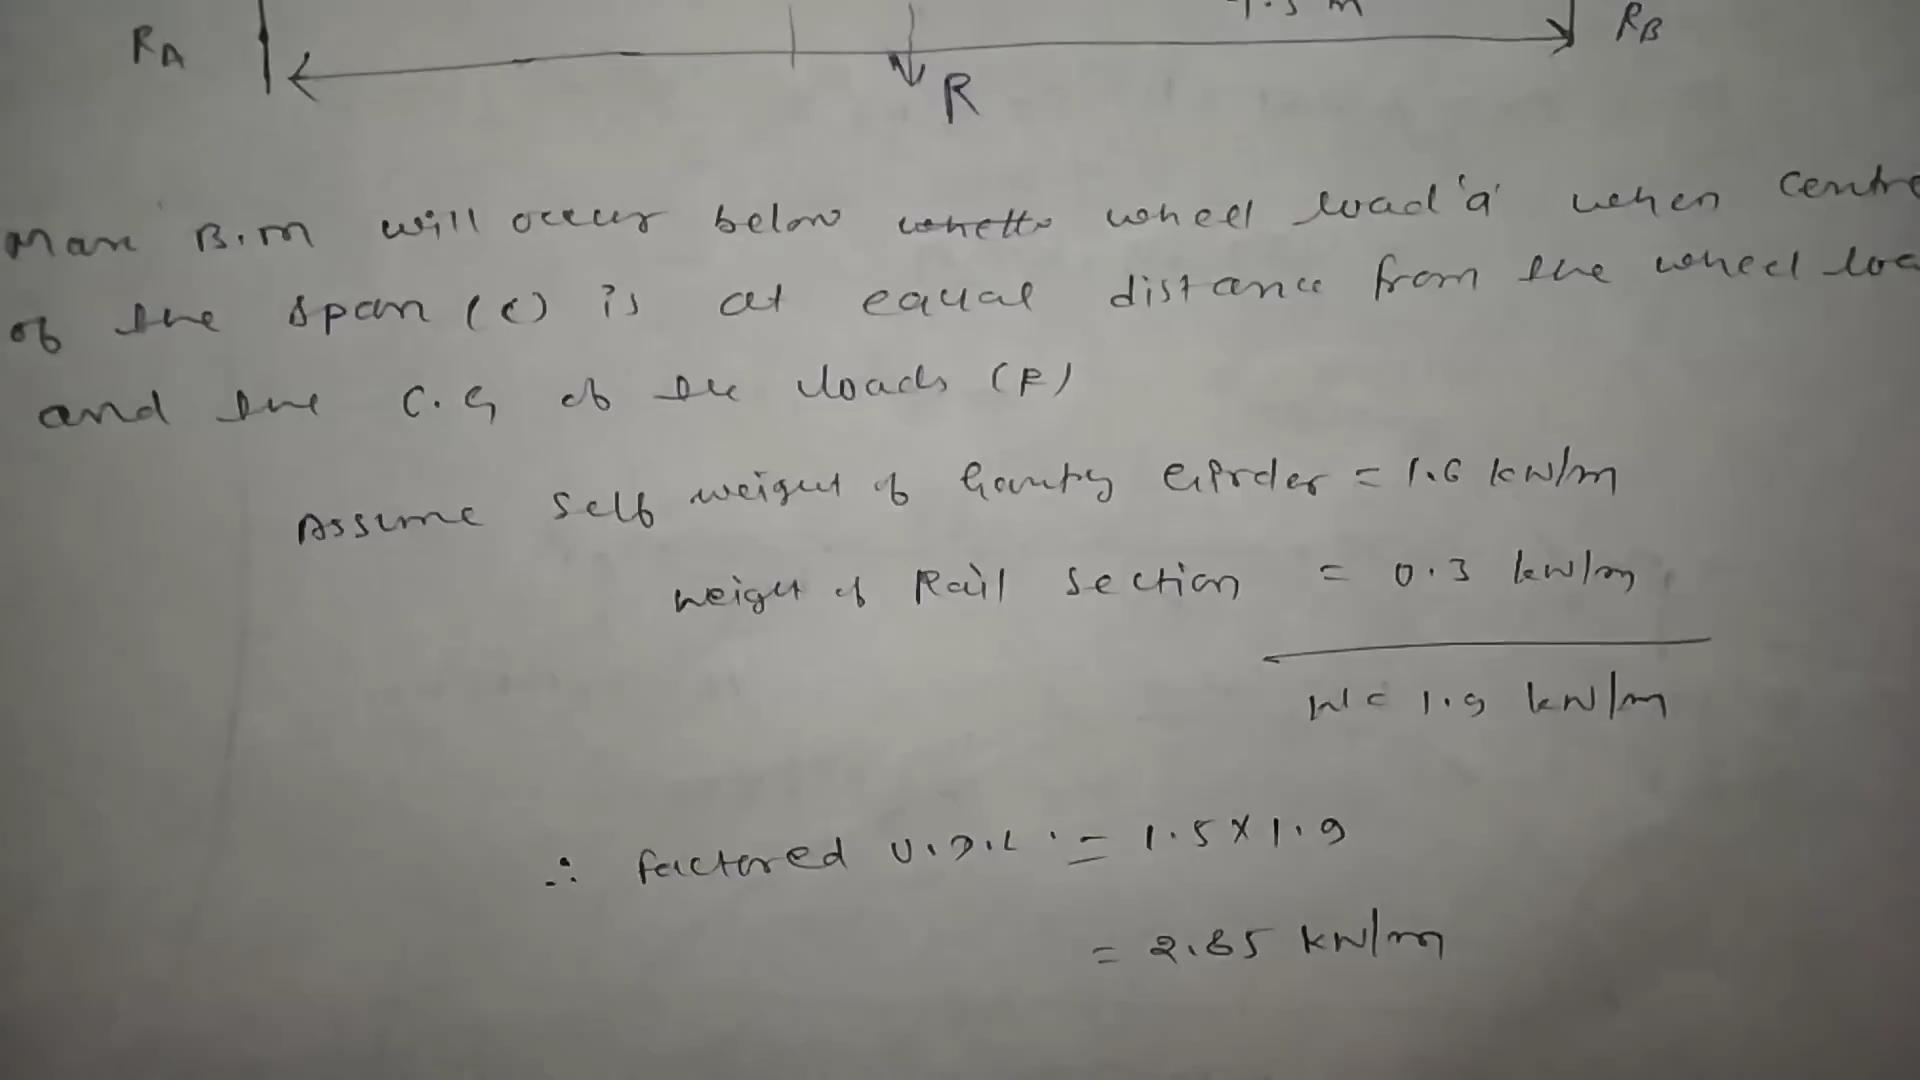 RA RB
R
Max B.M will occur below wheel load 'a' when centre
of the span (c) is at equal distance from the wheel loa
and the C.G of the loads (R)
Assume self weight of Gantry Girder = 1.6 kN/m
weight of Rail section = 0.3 kN/m
W = 1.9 kN/m
∴ factored U.D.L. = 1.5 × 1.9
= 2.85 kN/m